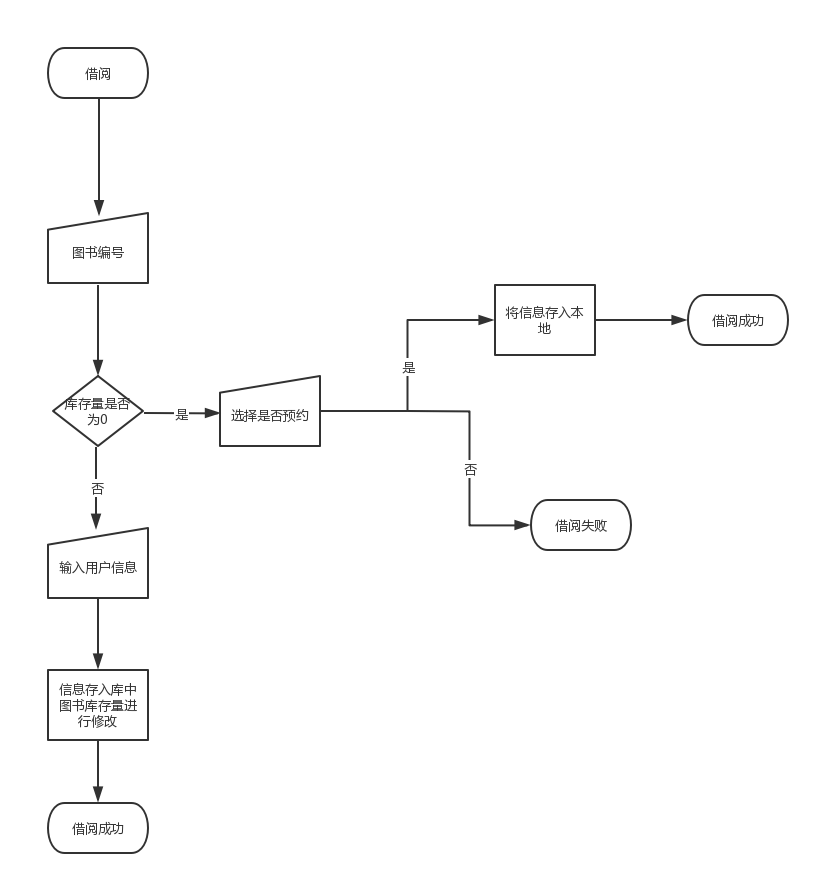 借阅
图书编号
将信息存入本
地
借阅成功
是
库存量是否
为0
是
选择是否预约
否
否
借阅失败
输入用户信息
信息存入库中
图书库存量进
行修改
借阅成功